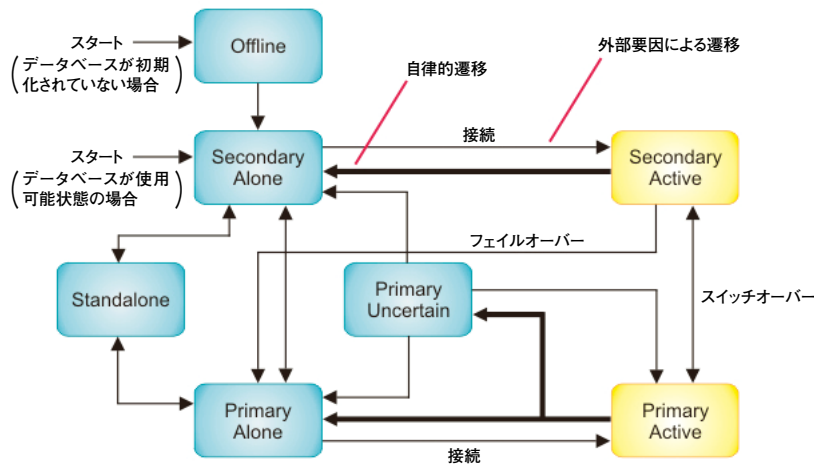 スタート
(データベースが初期
化されていない場合)
Offline
自律的遷移
外部要因による遷移
スタート
(データベースが使用
可能状態の場合)
Secondary
Alone
接続
Secondary
Active
フェイルオーバー
Standalone
Primary
Uncertain
スイッチオーバー
Primary
Alone
接続
Primary
Active